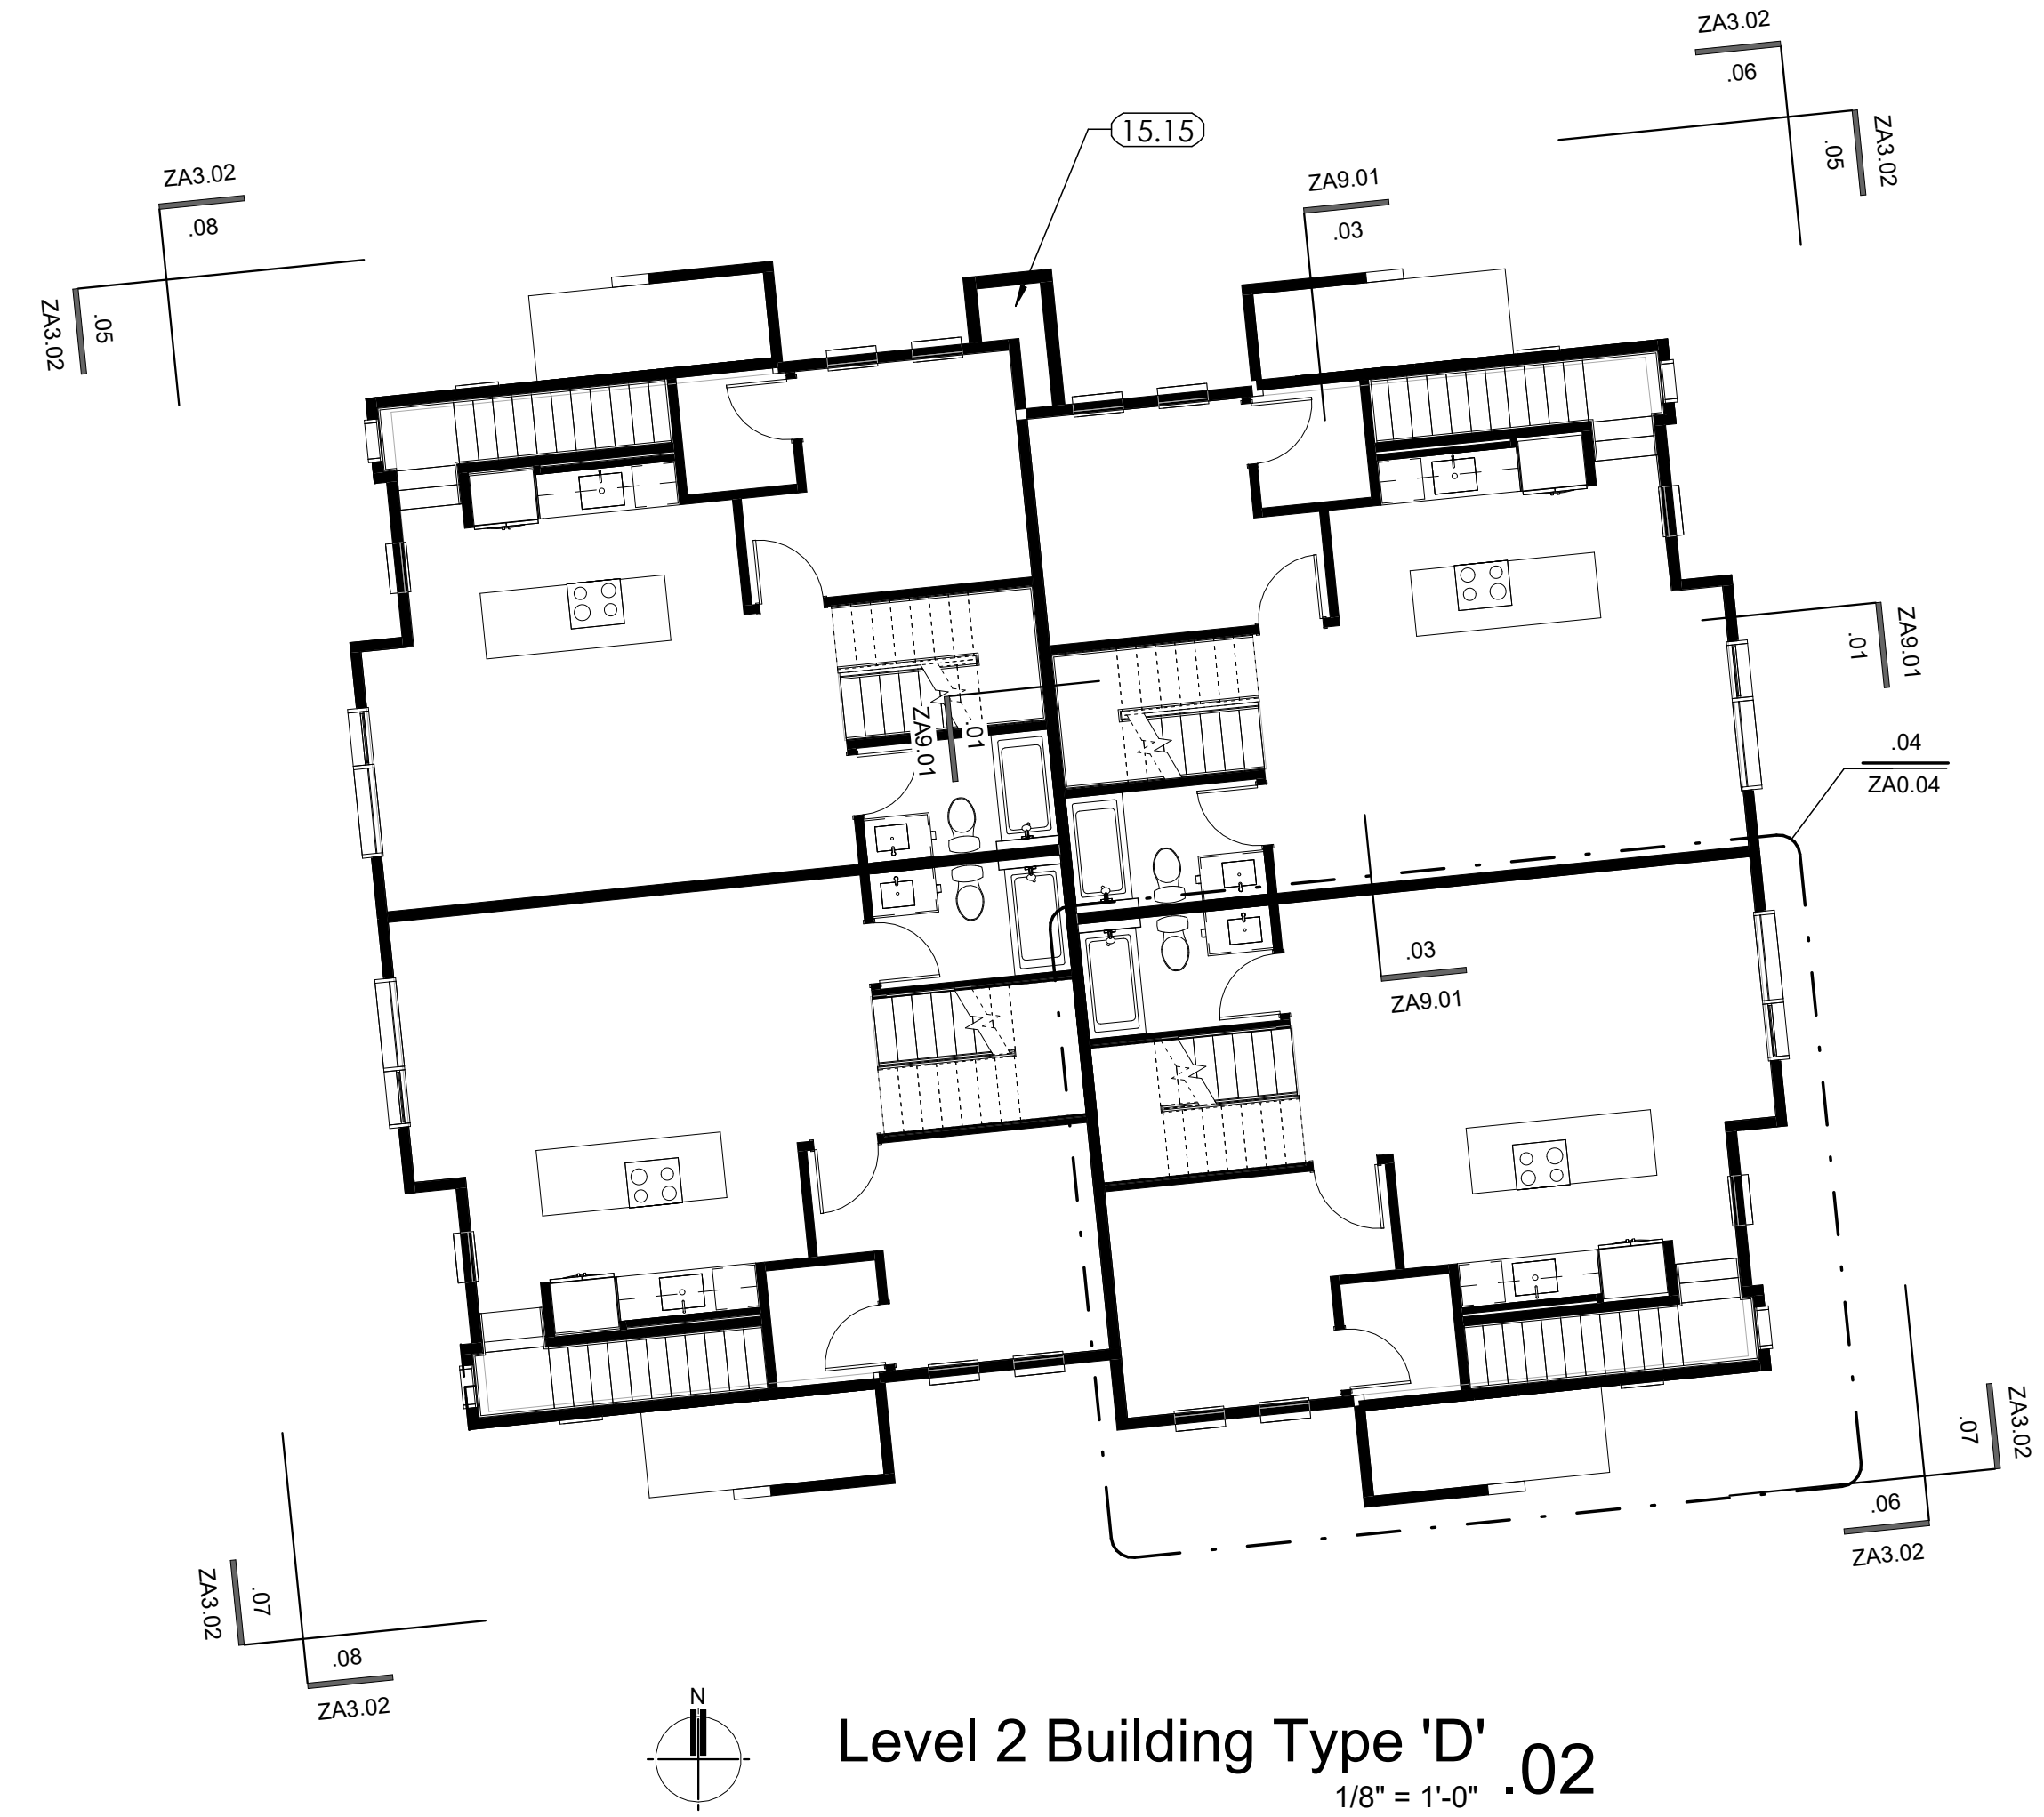 ZA3.02
.06
ZA3.02
.05
15.15
ZA3.02
.08
ZA9.01
.03
ZA3.02
.05
ZA9.01
.01
ZA9.01
.01
.04
ZA0.04
.03
ZA9.01
ZA3.02
.07
.06
ZA3.02
ZA3.02
.07
.08
ZA3.02
N
Level 2 Building Type 'D'
.02
1/8" = 1'-0"